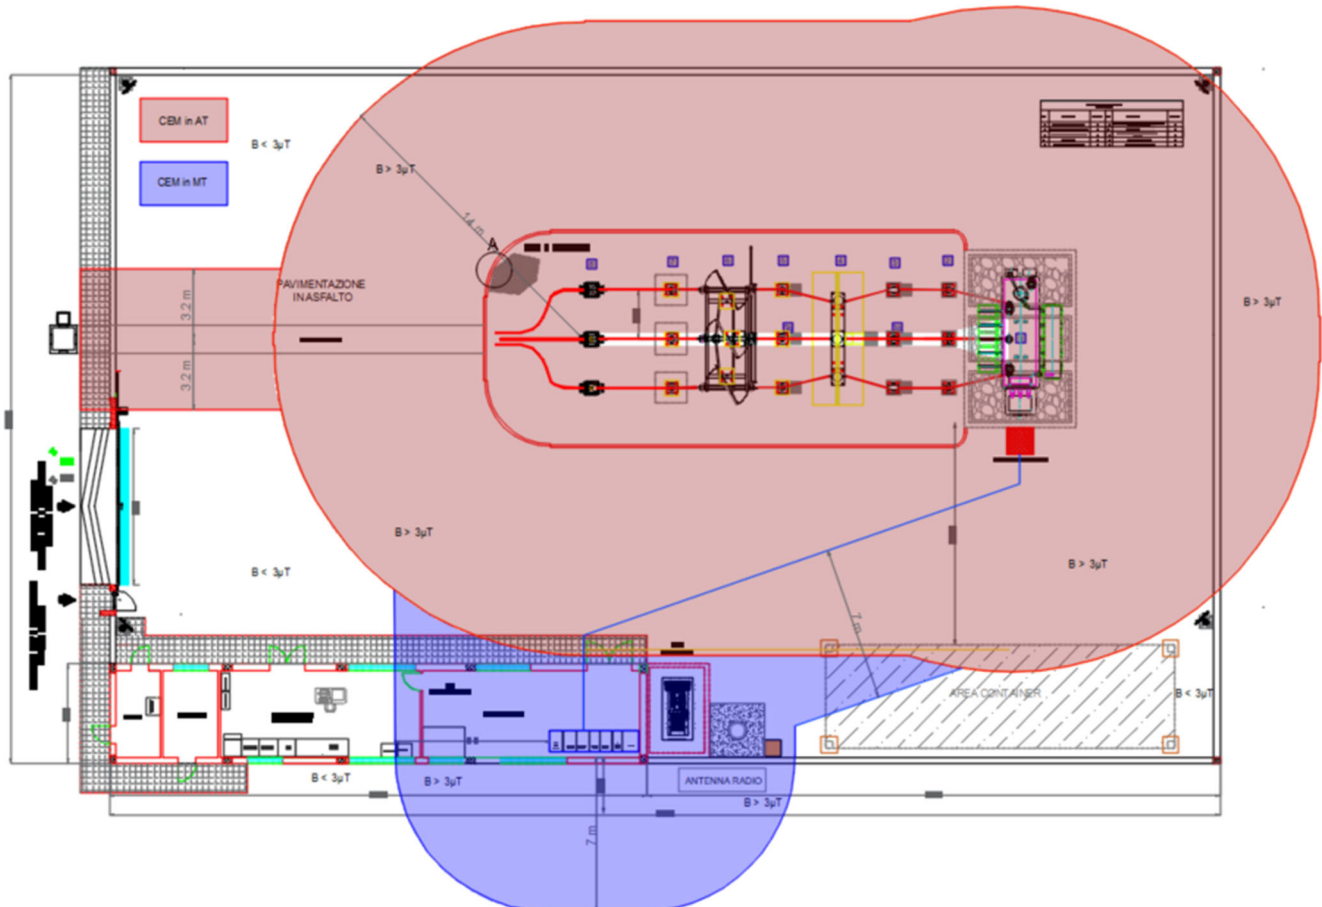 CEM in AT
B < 3μT
B > 3μT
CEM in MT
14 m
A
PAVIMENTAZIONE
IN ASFALTO
3.2 m
3.2 m
B > 3μT
B > 3μT
B < 3μT
B > 3μT
7 m
AREA CONTAINER
B < 3μT
B < 3μT
B > 3μT
ANTENNA RADIO
B > 3μT
7 m